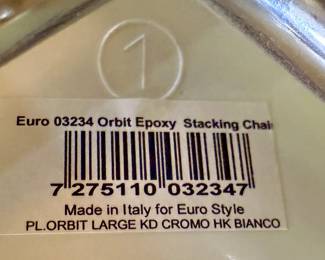 1
Euro 03234 Orbit Epoxy Stacking Chair
7 275110 032347
Made in Italy for Euro Style
PL.ORBIT LARGE KD CROMO HK BIANCO